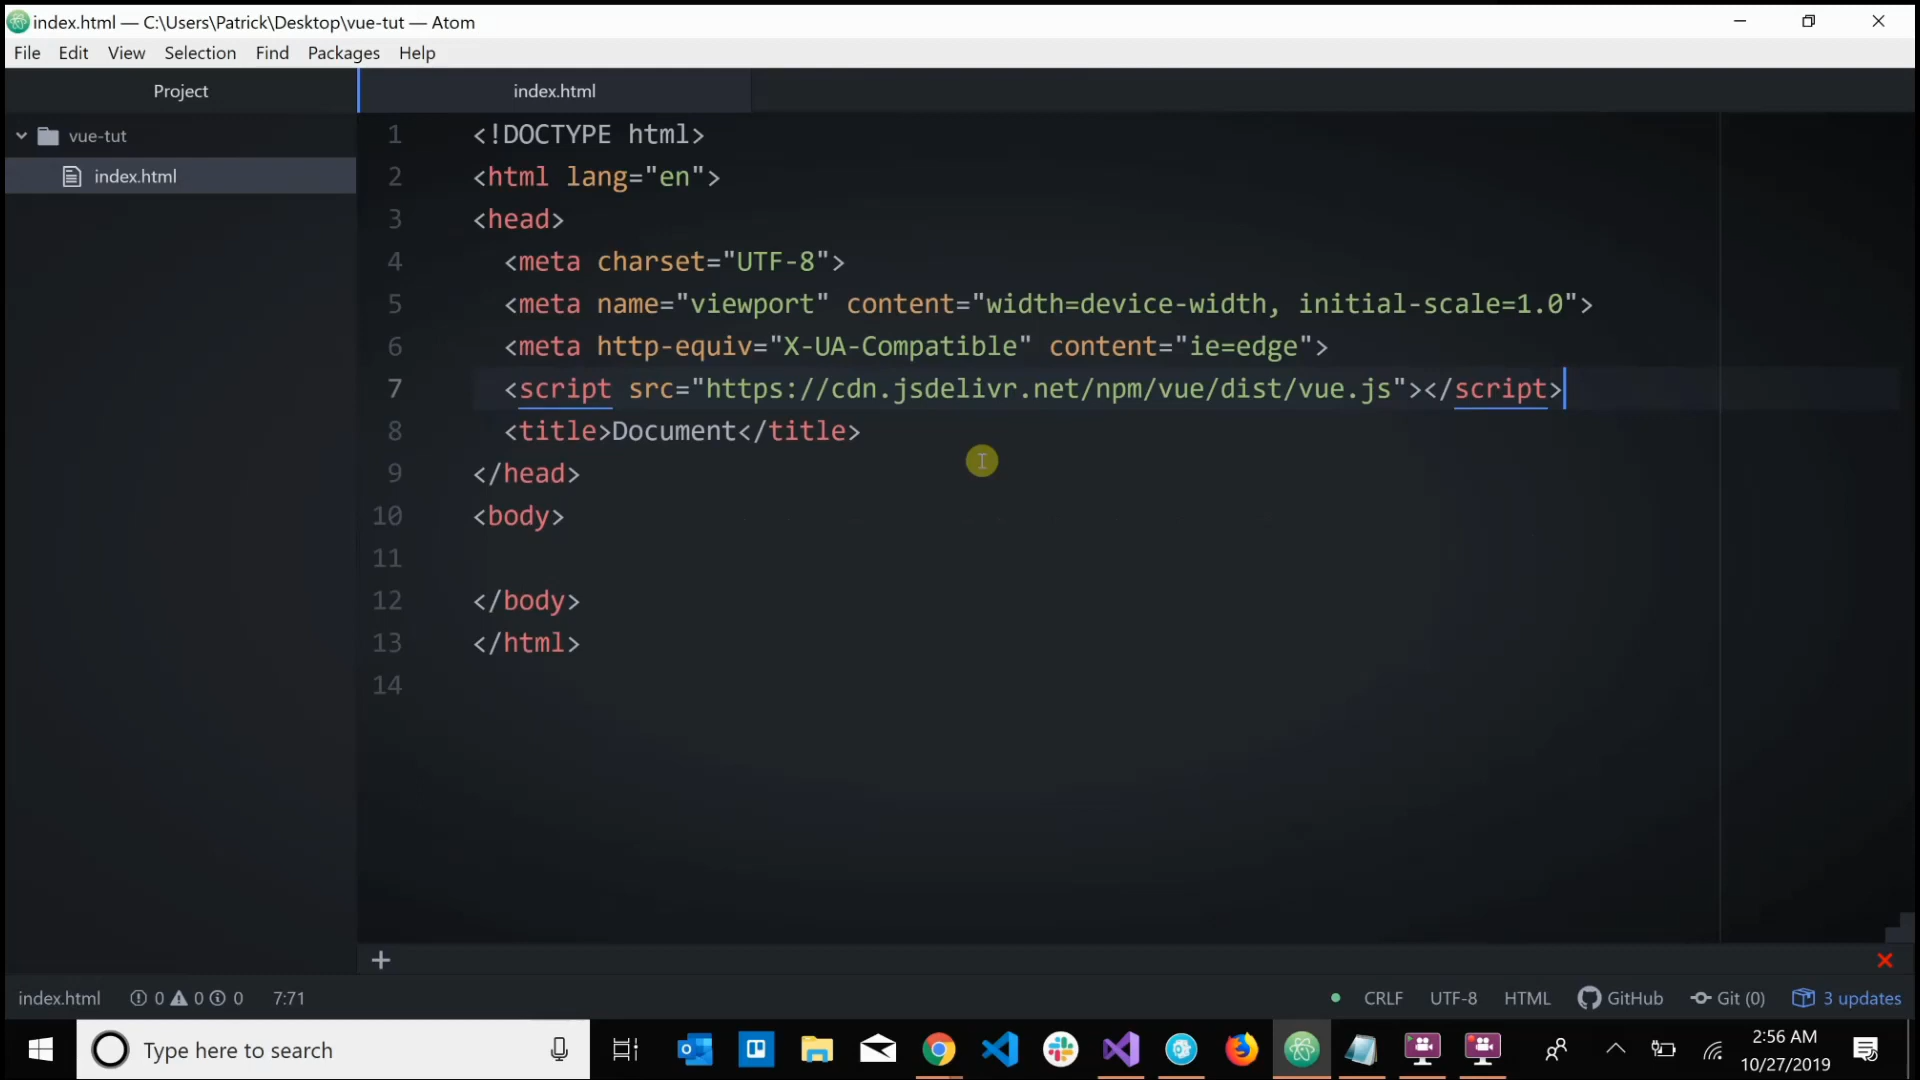 index.html — C:\Users\Patrick\Desktop\vue-tut — Atom
File Edit View Selection Find Packages Help
Project
index.html
vue-tut
index.html
1 <!DOCTYPE html>
2 <html lang="en">
3 <head>
4 <meta charset="UTF-8">
5 <meta name="viewport" content="width=device-width, initial-scale=1.0">
6 <meta http-equiv="X-UA-Compatible" content="ie=edge">
7 <script src="https://cdn.jsdelivr.net/npm/vue/dist/vue.js"></script>
8 <title>Document</title>
9 </head>
10 <body>
11
12 </body>
13 </html>
14
index.html 0 0 0 7:71 CRLF UTF-8 HTML GitHub Git (0) 3 updates
Type here to search
2:56 AM
10/27/2019